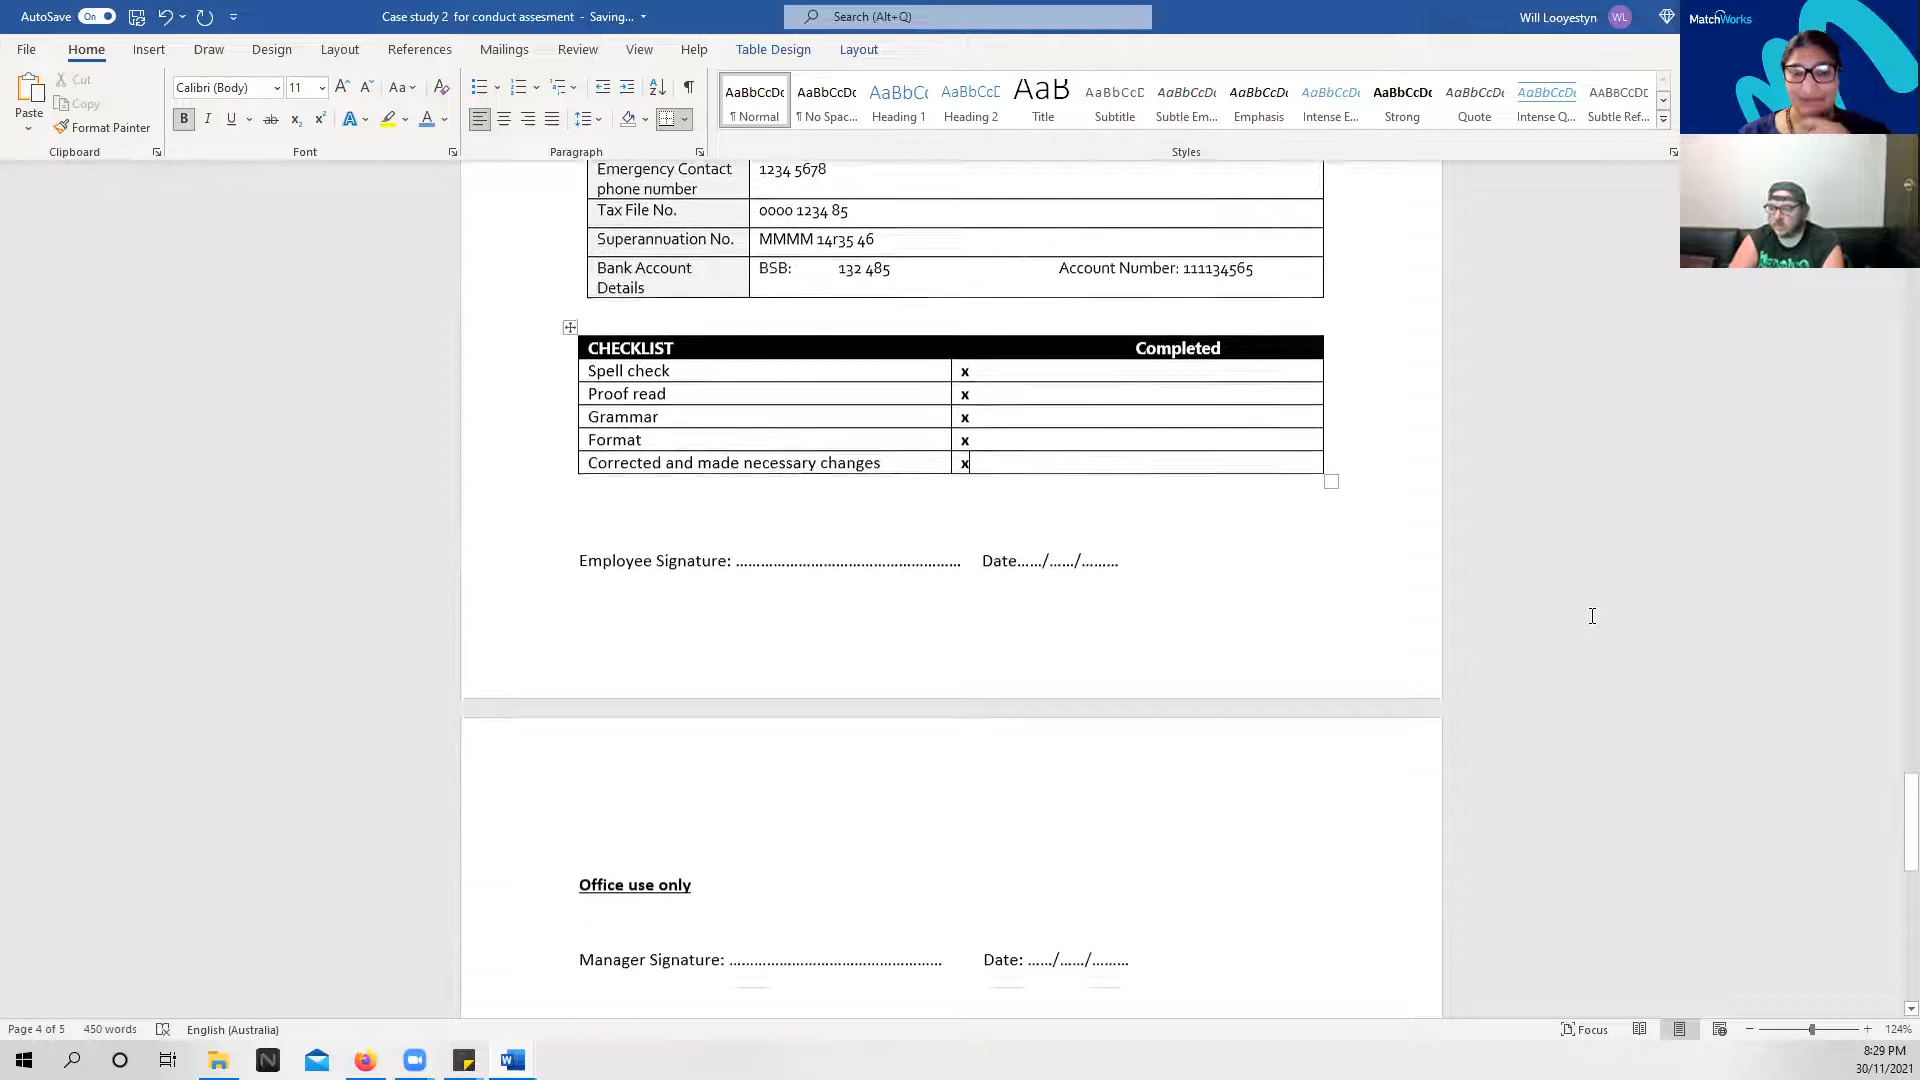 AutoSave On Case study 2 for conduct assesment - Saving... Search (Alt+Q) Will Looyestyn WL MatchWorks
File Home Insert Draw Design Layout References Mailings Review View Help Table Design Layout
Paste Cut Copy Format Painter
Calibri (Body) 11 Aa
AaBbCcDc AaBbCcDc AaBbC AaBbCcD AaB AaBbCcD AaBbCcDc AaBbCcDc AaBbCcDc AaBbCcDc AaBbCcDc AaBbCcDc AABBCCDC
¶ Normal ¶ No Spac... Heading 1 Heading 2 Title Subtitle Subtle Em... Emphasis Intense E... Strong Quote Intense Q... Subtle Ref...
Clipboard Font Paragraph Styles
Emergency Contact 1234 5678
phone number
Tax File No. 0000 1234 85
Superannuation No. MMMM 14r35 46
Bank Account BSB: 132 485 Account Number: 111134565
Details
CHECKLIST Completed
Spell check x
Proof read x
Grammar x
Format x
Corrected and made necessary changes x
Employee Signature: ……………………………………………… Date……/……/………
Office use only
Manager Signature: …………………………………………… Date: ……/……/………
Page 4 of 5 450 words English (Australia) Focus 124%
8:29 PM
30/11/2021